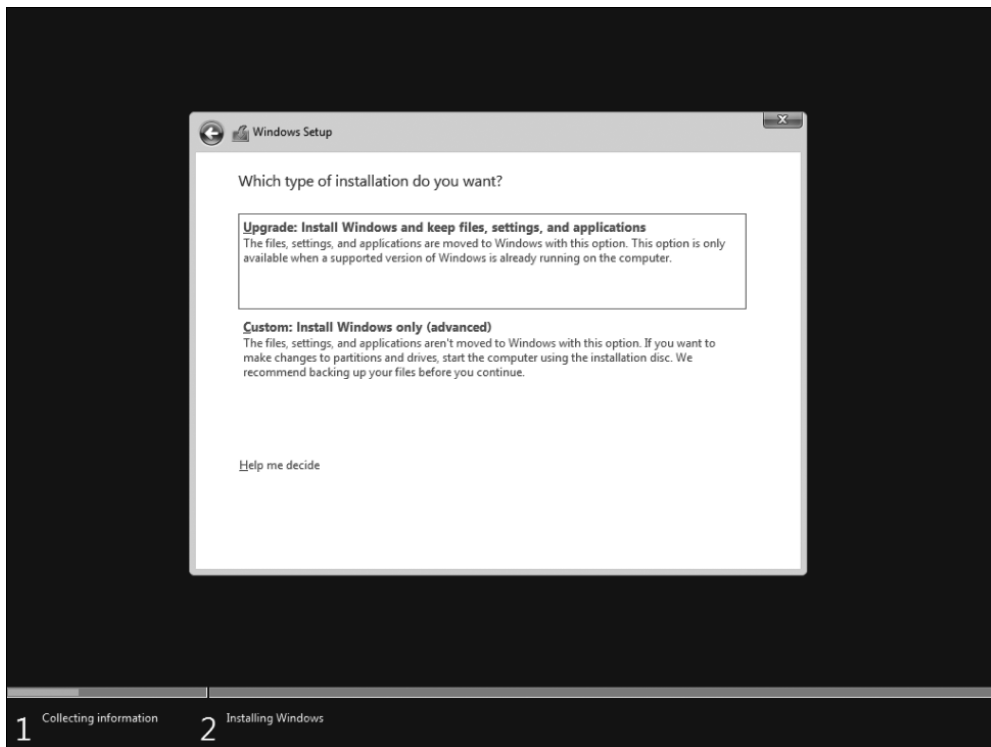 Windows Setup
Which type of installation do you want?
Upgrade: Install Windows and keep files, settings, and applications
The files, settings, and applications are moved to Windows with this option. This option is only
available when a supported version of Windows is already running on the computer.
Custom: Install Windows only (advanced)
The files, settings, and applications aren't moved to Windows with this option. If you want to
make changes to partitions and drives, start the computer using the installation disc. We
recommend backing up your files before you continue.
Help me decide
1 Collecting information 2 Installing Windows